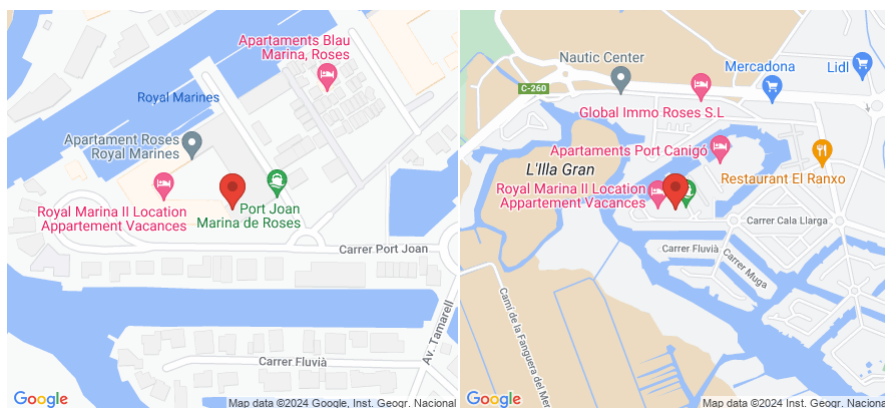 Apartaments Blau
Marina, Roses
Royal Marines
Apartament Roses
Royal Marines
Royal Marina II Location
Appartement Vacances
Port Joan
Marina de Roses
Carrer Port Joan
Av. Tamarell
Carrer Fluvià
Google
Map data ©2024 Google, Inst. Geogr. Nacional
Nautic Center
Mercadona
Lidl
C-260
Global Immo Roses S.L
Apartaments Port Canigó
L'Illa Gran
Royal Marina II Location
Appartement Vacances
Restaurant El Ranxo
Carrer Cala Llarga
Carrer Fluvià
Carrer Muga
Camí de la Fanguera del Mer
Google
Map data ©2024 Google, Inst. Geogr. Nacional